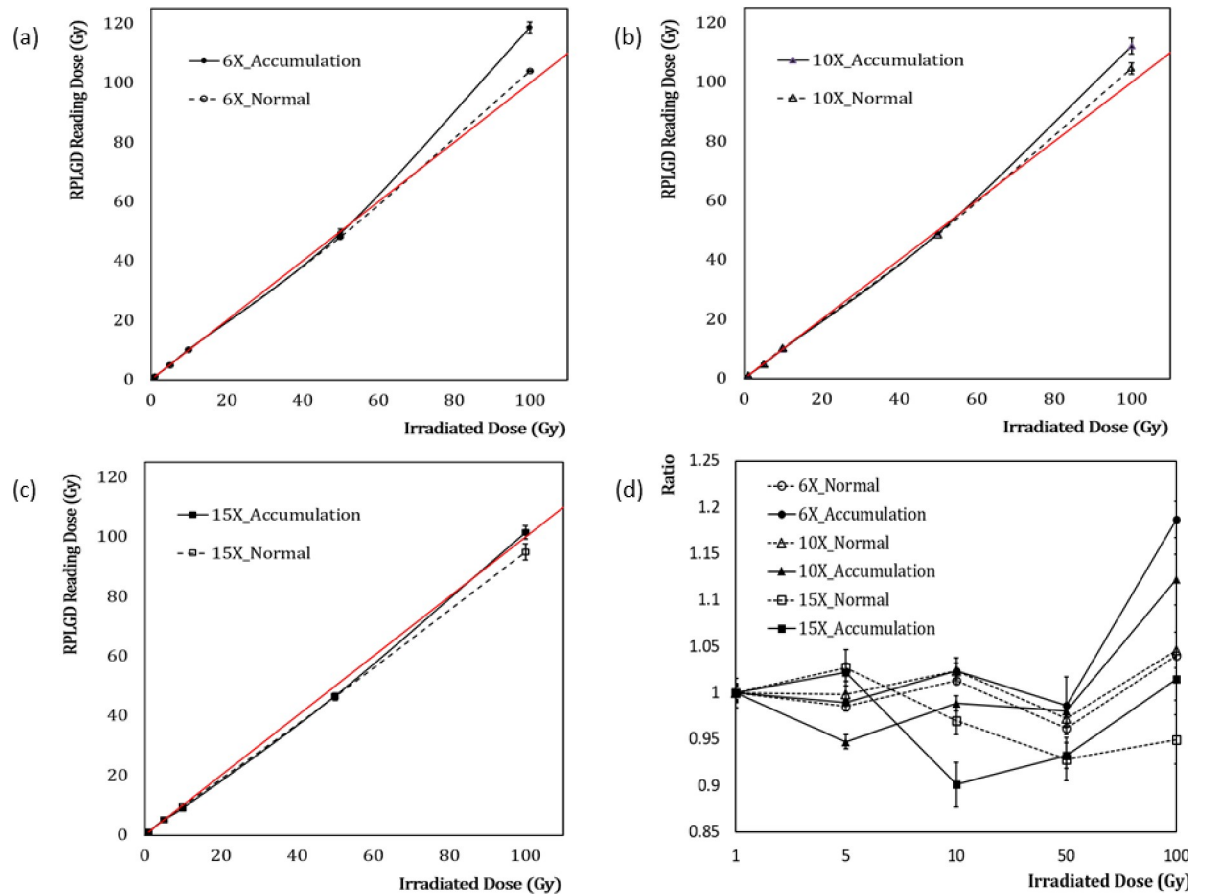 (a)
RPLGD Reading Dose (Gy)
120
100
80
60
40
20
0
6X_Accumulation
6X_Normal
0 20 40 60 80 100
Irradiated Dose (Gy)
(b)
RPLGD Reading Dose (Gy)
120
100
80
60
40
20
0
10X_Accumulation
10X_Normal
0 20 40 60 80 100
Irradiated Dose (Gy)
(c)
RPLGD Reading Dose (Gy)
120
100
80
60
40
20
0
15X_Accumulation
15X_Normal
0 20 40 60 80 100
Irradiated Dose (Gy)
(d)
Ratio
1.25
1.2
1.15
1.1
1.05
1
0.95
0.9
0.85
6X_Normal
6X_Accumulation
10X_Normal
10X_Accumulation
15X_Normal
15X_Accumulation
1 5 10 50 100
Irradiated Dose (Gy)